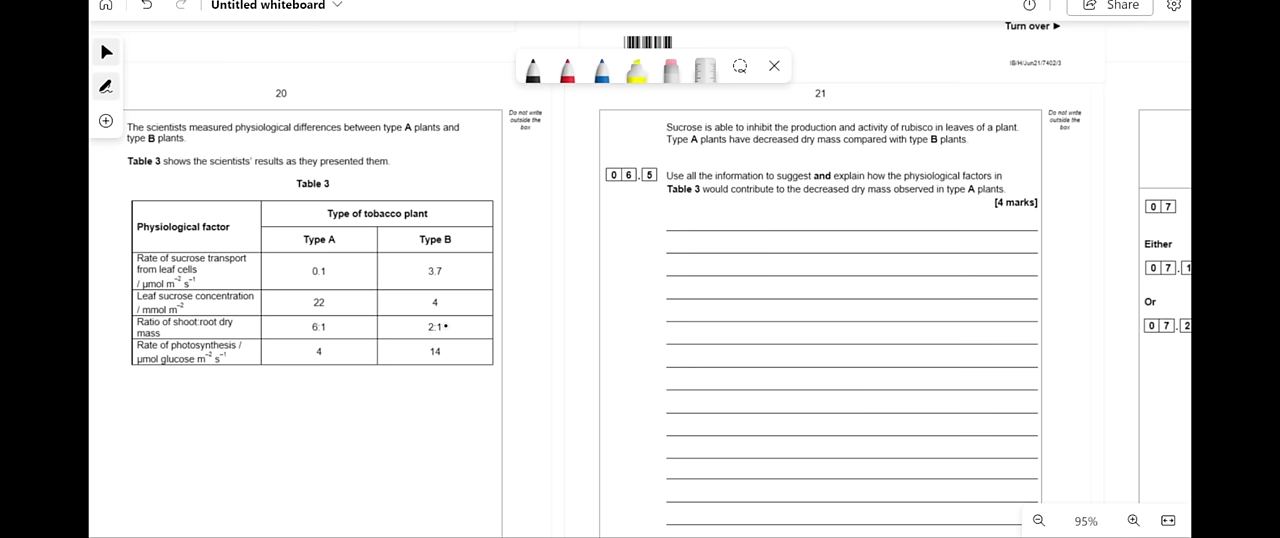 Untitled whiteboard
Share
Turn over ▶
IB/H/Jun21/7402/3
20
Do not write
outside the
box
The scientists measured physiological differences between type A plants and
type B plants.
Table 3 shows the scientists' results as they presented them.
Table 3
Physiological factor
Type of tobacco plant
Type A
Type B
Rate of sucrose transport
from leaf cells
/ µmol m⁻² s⁻¹
0.1
3.7
Leaf sucrose concentration
/ mmol m⁻²
22
4
Ratio of shoot:root dry
mass
6:1
2:1
Rate of photosynthesis /
µmol glucose m⁻² s⁻¹
4
14
21
Do not write
outside the
box
Sucrose is able to inhibit the production and activity of rubisco in leaves of a plant.
Type A plants have decreased dry mass compared with type B plants.
0 6 . 5
Use all the information to suggest and explain how the physiological factors in
Table 3 would contribute to the decreased dry mass observed in type A plants.
[4 marks]
0 7
Either
0 7 . 1
Or
0 7 . 2
95%